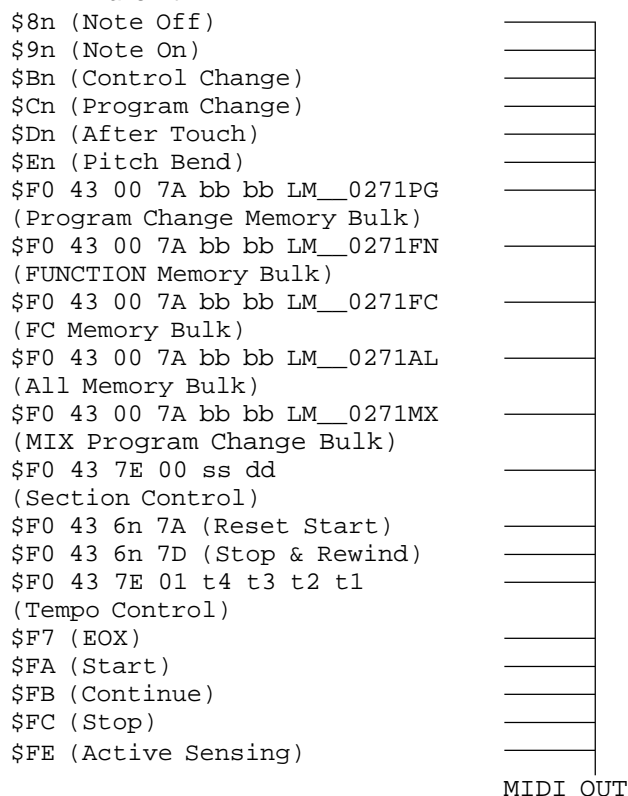 $8n (Note Off)
$9n (Note On)
$Bn (Control Change)
$Cn (Program Change)
$Dn (After Touch)
$En (Pitch Bend)
$F0 43 00 7A bb bb LM__0271PG
(Program Change Memory Bulk)
$F0 43 00 7A bb bb LM__0271FN
(FUNCTION Memory Bulk)
$F0 43 00 7A bb bb LM__0271FC
(FC Memory Bulk)
$F0 43 00 7A bb bb LM__0271AL
(All Memory Bulk)
$F0 43 00 7A bb bb LM__0271MX
(MIX Program Change Bulk)
$F0 43 7E 00 ss dd
(Section Control)
$F0 43 6n 7A (Reset Start)
$F0 43 6n 7D (Stop & Rewind)
$F0 43 7E 01 t4 t3 t2 t1
(Tempo Control)
$F7 (EOX)
$FA (Start)
$FB (Continue)
$FC (Stop)
$FE (Active Sensing)
MIDI OUT